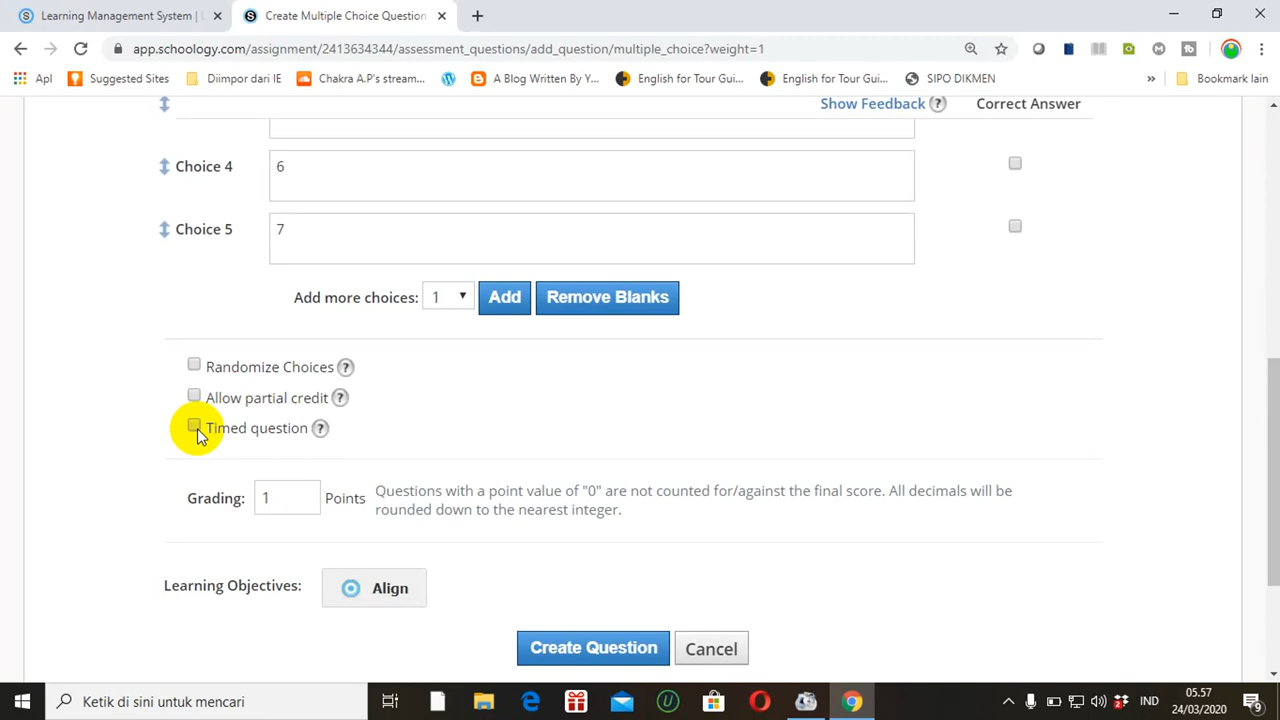 Learning Management System |
Create Multiple Choice Question
app.schoology.com/assignment/2413634344/assessment_questions/add_question/multiple_choice?weight=1
Apl
Suggested Sites
Diimpor dari IE
Chakra A.P's stream...
A Blog Written By Y...
English for Tour Gui...
English for Tour Gui...
SIPO DIKMEN
»
Bookmark lain
Show Feedback ?
Correct Answer
Choice 4
6
Choice 5
7
Add more choices: 1 Add Remove Blanks
Randomize Choices ?
Allow partial credit ?
Timed question ?
Grading: 1 Points
Questions with a point value of "0" are not counted for/against the final score. All decimals will be
rounded down to the nearest integer.
Learning Objectives: Align
Create Question Cancel
Ketik di sini untuk mencari
IND
05.57
24/03/2020
9